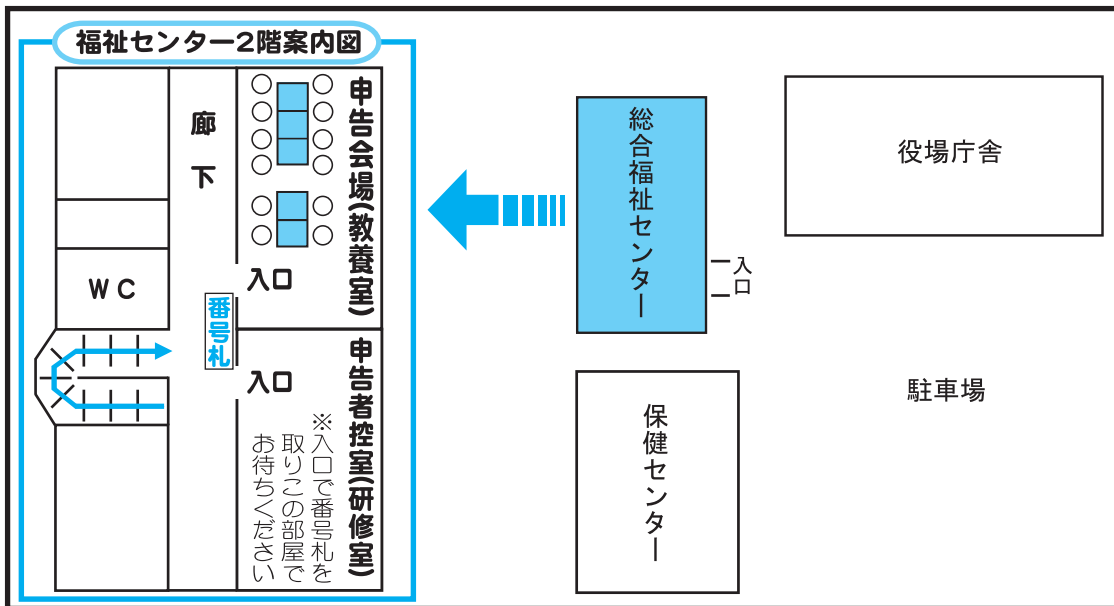 福祉センター2階案内図
廊下
申告会場(教養室)
入口
WC
番号札
入口
申告者控室(研修室)
※入口で番号札を
取りこの部屋で
お待ちください
総合福祉センター
入口
役場庁舎
保健センター
駐車場